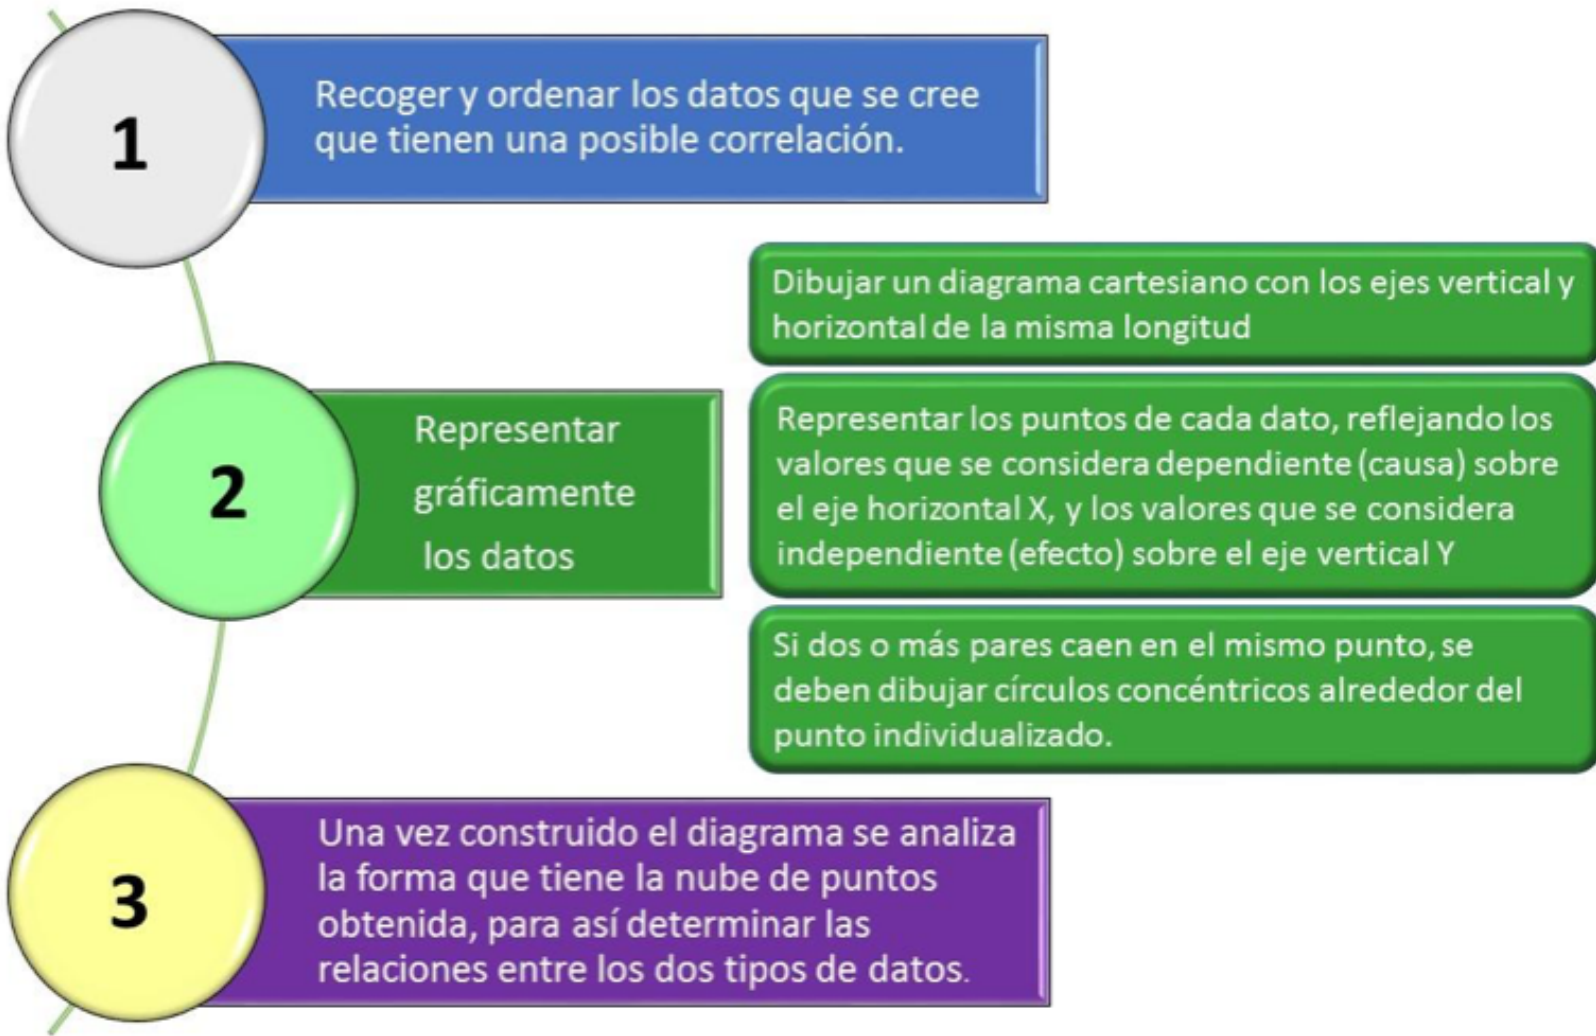 1
Recoger y ordenar los datos que se cree
que tienen una posible correlación.
2
Representar
gráficamente
los datos
Dibujar un diagrama cartesiano con los ejes vertical y
horizontal de la misma longitud
Representar los puntos de cada dato, reflejando los
valores que se considera dependiente (causa) sobre
el eje horizontal X, y los valores que se considera
independiente (efecto) sobre el eje vertical Y
Si dos o más pares caen en el mismo punto, se
deben dibujar círculos concéntricos alrededor del
punto individualizado.
3
Una vez construido el diagrama se analiza
la forma que tiene la nube de puntos
obtenida, para así determinar las
relaciones entre los dos tipos de datos.